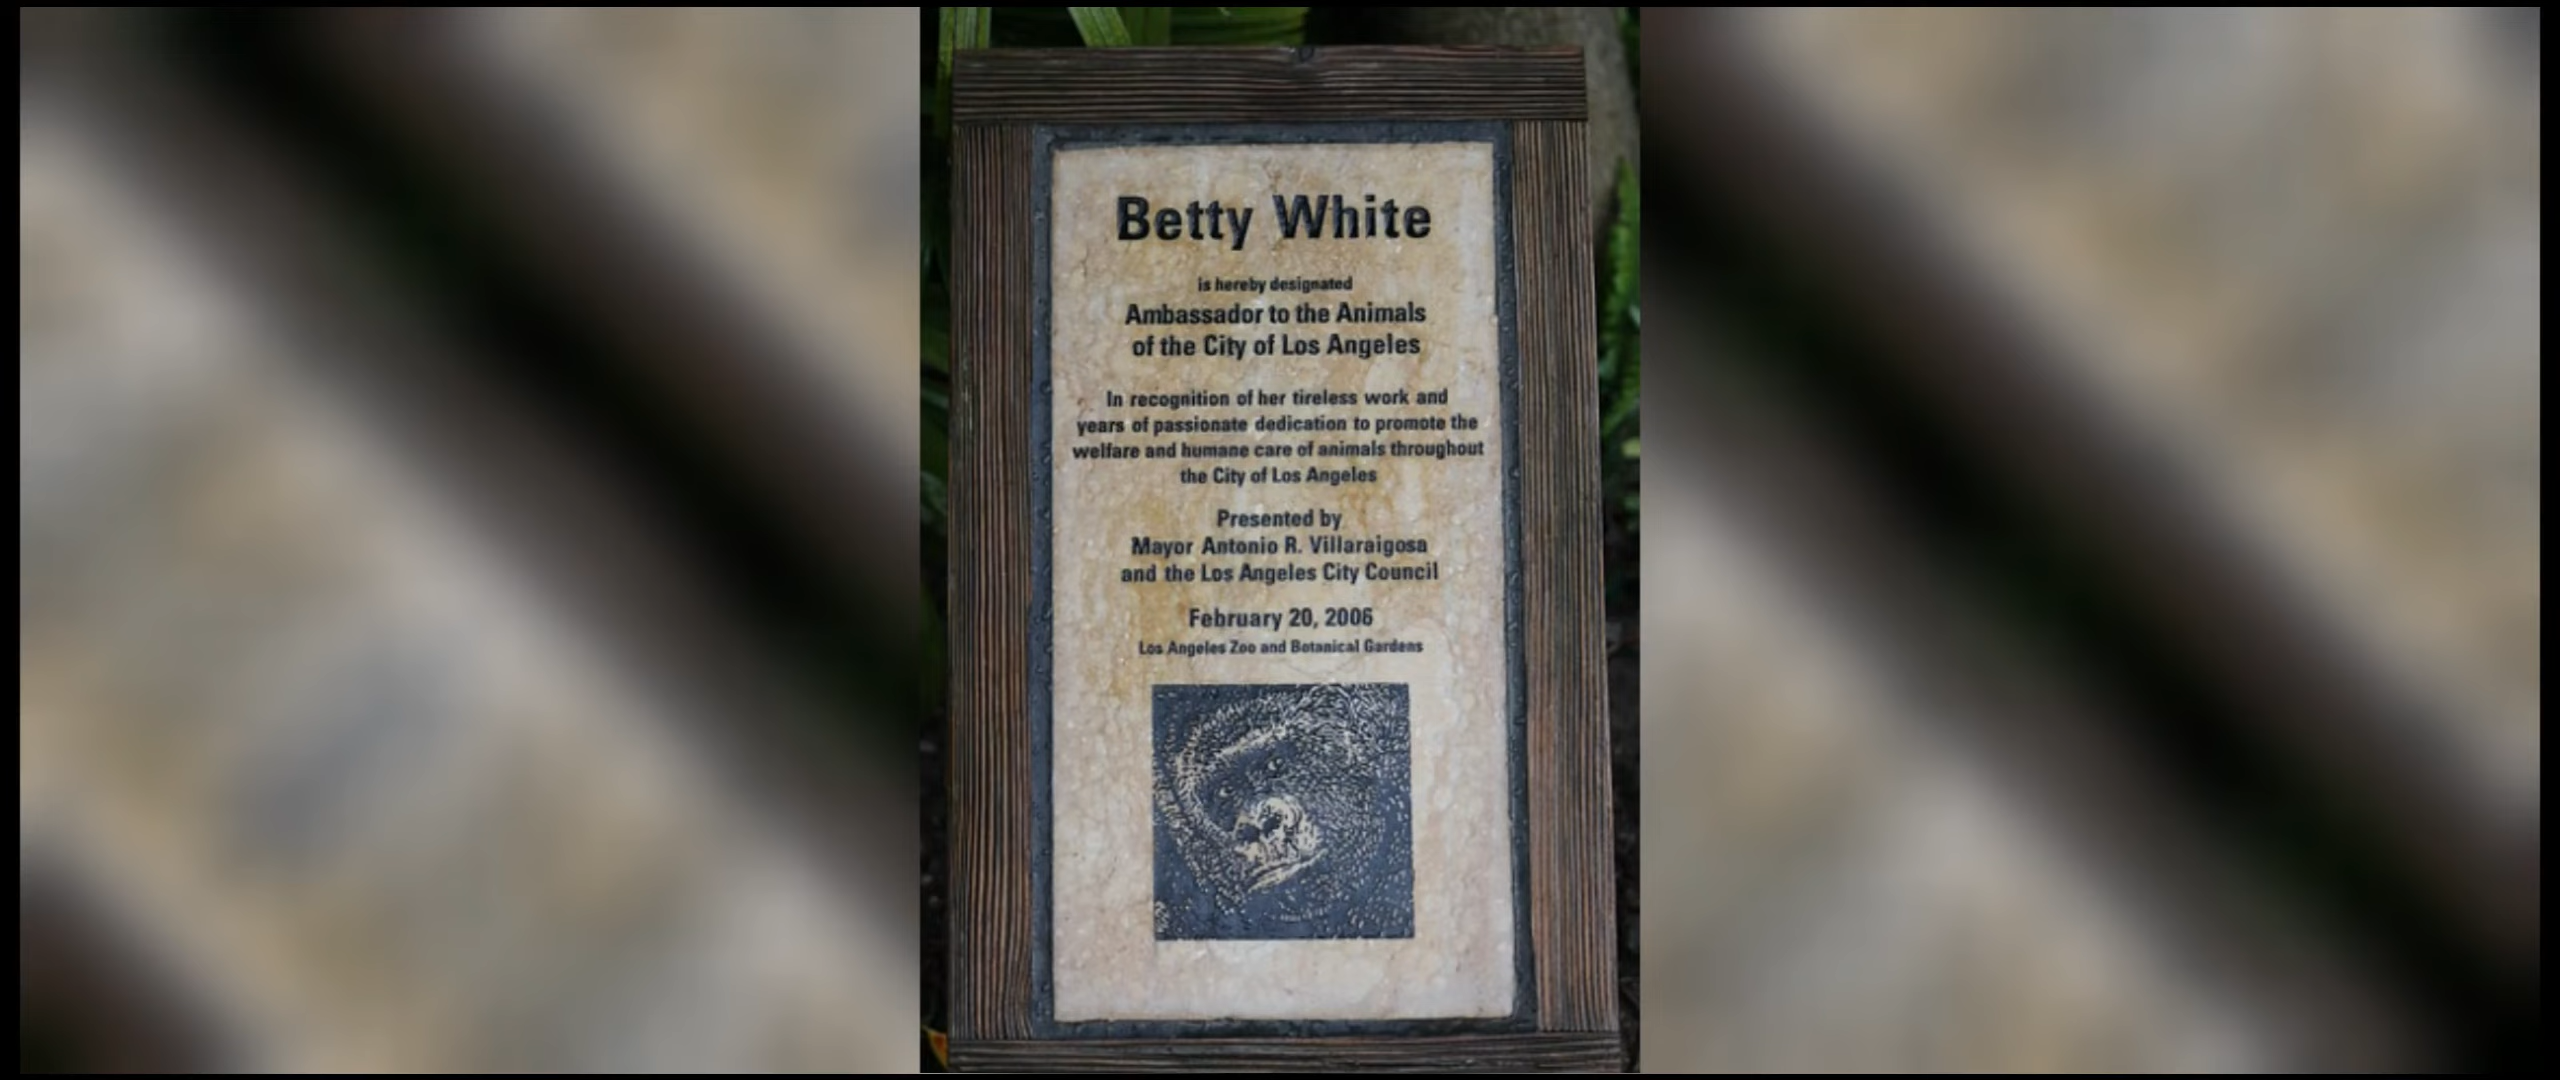 Betty White
is hereby designated
Ambassador to the Animals
of the City of Los Angeles
In recognition of her tireless work and
years of passionate dedication to promote the
welfare and humane care of animals throughout
the City of Los Angeles
Presented by
Mayor Antonio R. Villaraigosa
and the Los Angeles City Council
February 20, 2006
Los Angeles Zoo and Botanical Gardens